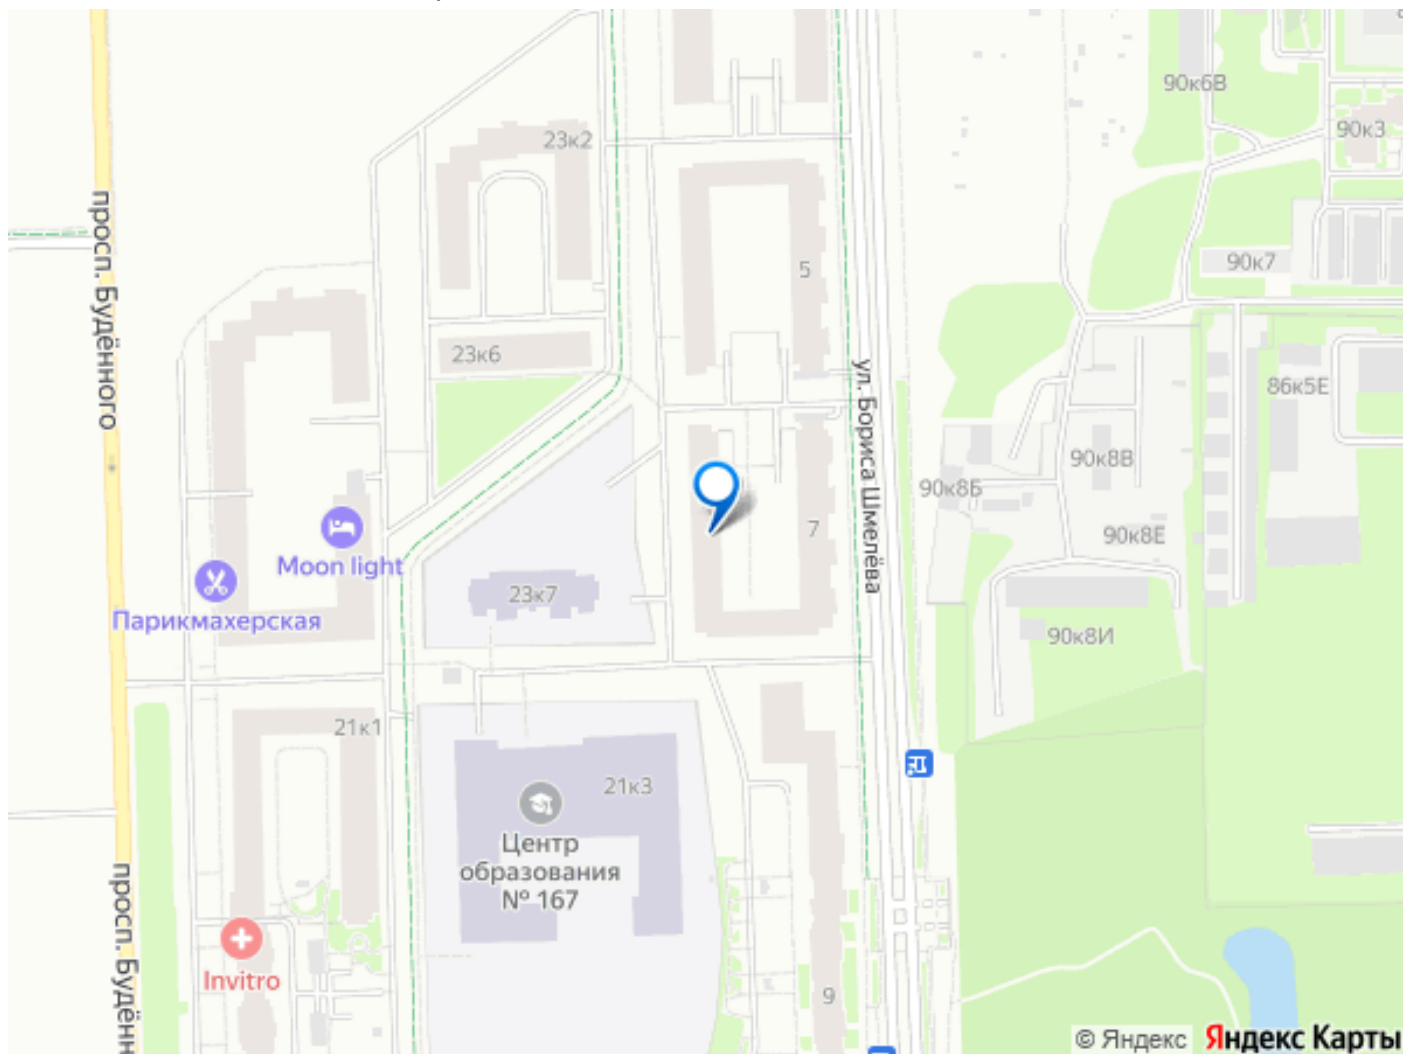 90к6В
90к3
23к2
просп. Будённого
5
90к7
23к6
ул. Бориса Шмелёва
86к5Е
90к8В
90к8Б
7
90к8Е
Moon light
23к7
Парикмахерская
90к8И
21к1
21к3
Центр
образования
№ 167
просп. Будённ
Invitro
9
© Яндекс Яндекс Карты